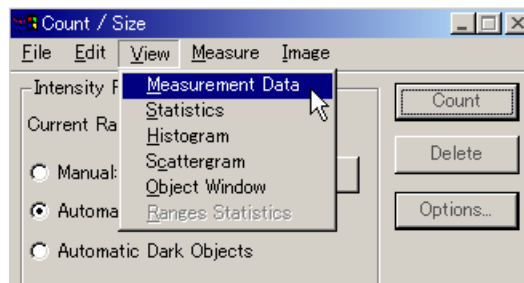 Count / Size
File Edit View Measure Image
Measurement Data
Statistics
Histogram
Scattergram
Object Window
Ranges Statistics
Intensity
Current Ra
Manual:
Automa
Automatic Dark Objects
Count
Delete
Options...